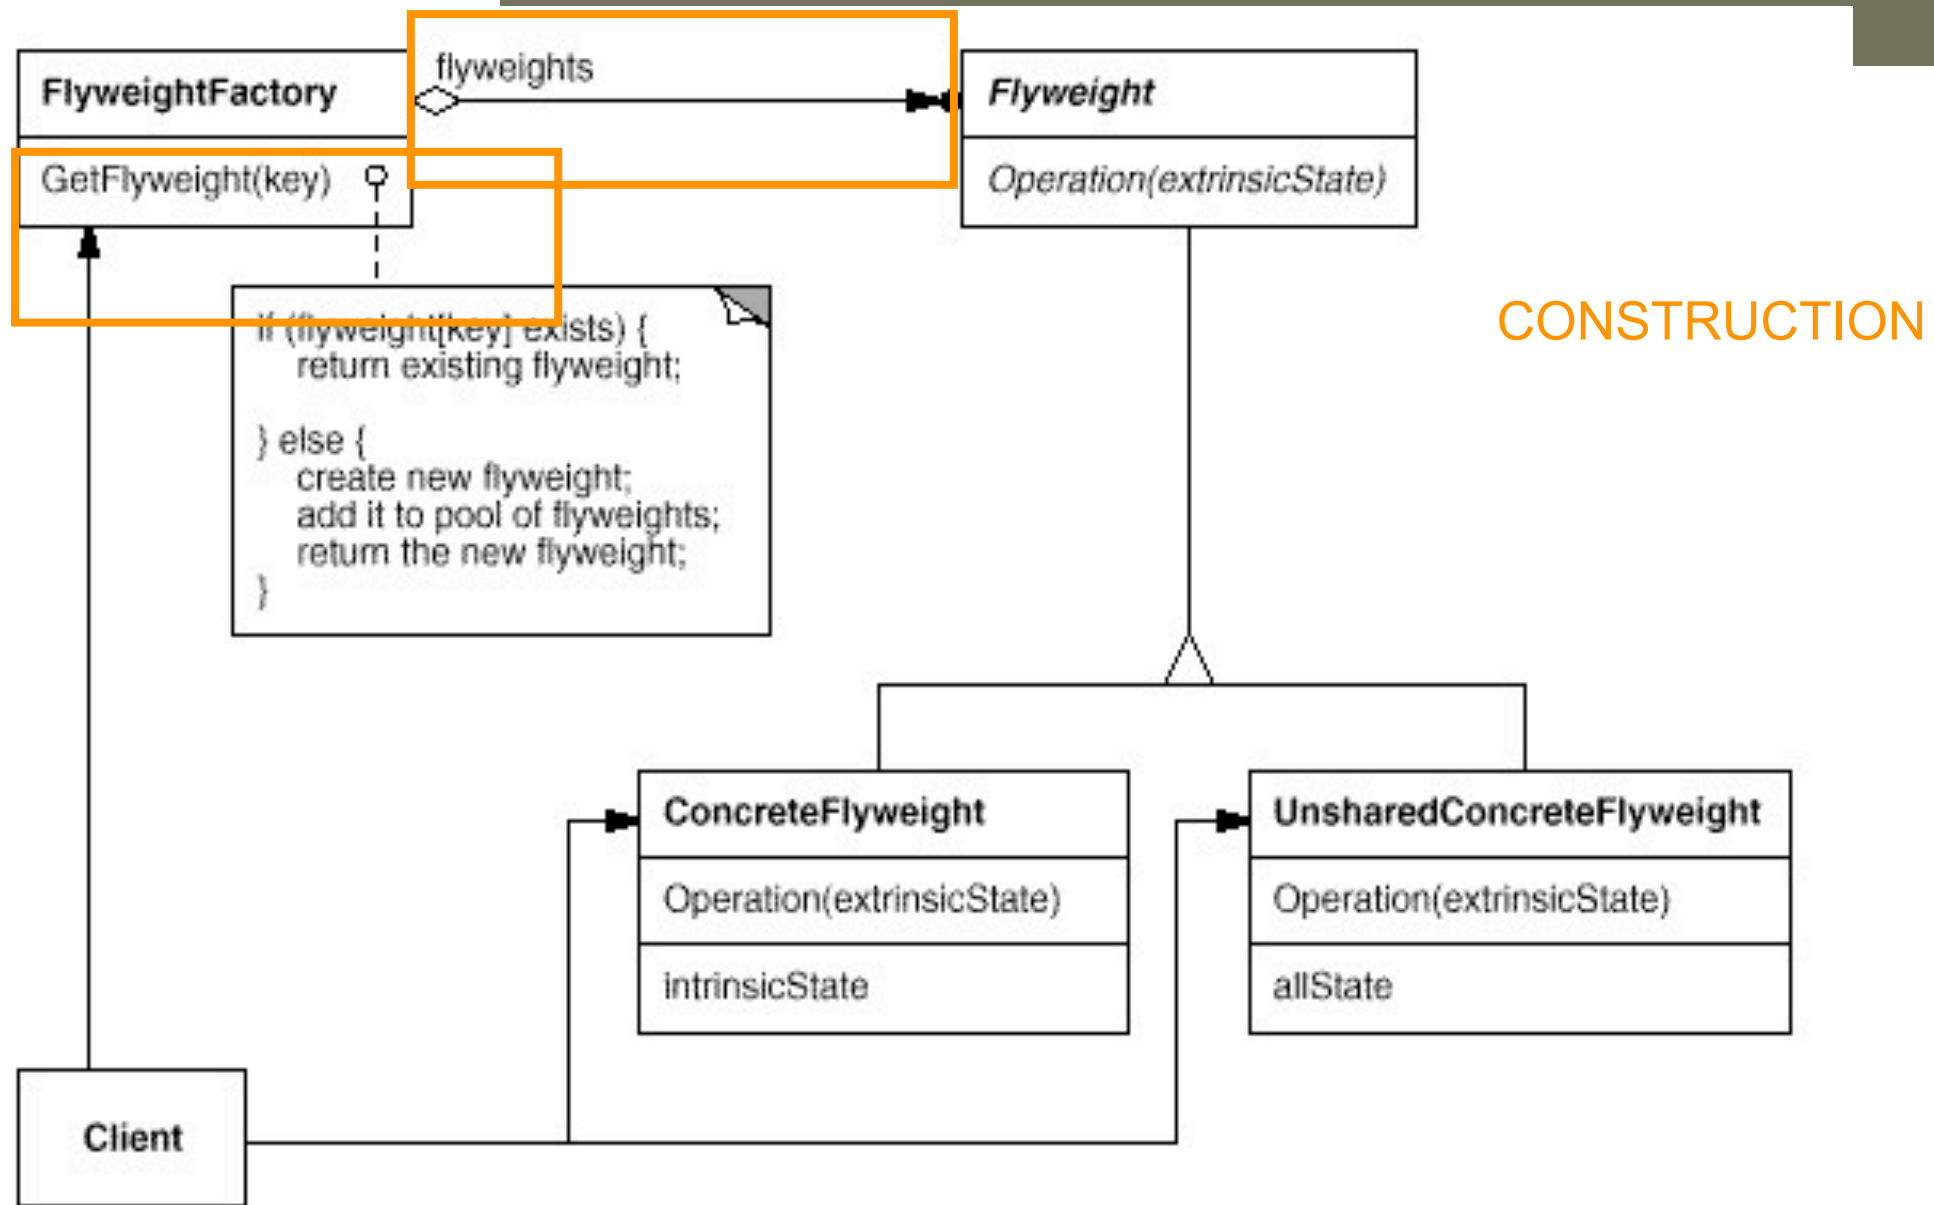 flyweights
FlyweightFactory
Flyweight
GetFlyweight(key)
Operation(extrinsicState)
CONSTRUCTION
if (flyweight[key] exists) {
return existing flyweight;
} else {
create new flyweight;
add it to pool of flyweights;
return the new flyweight;
}
ConcreteFlyweight
UnsharedConcreteFlyweight
Operation(extrinsicState)
Operation(extrinsicState)
intrinsicState
allState
Client